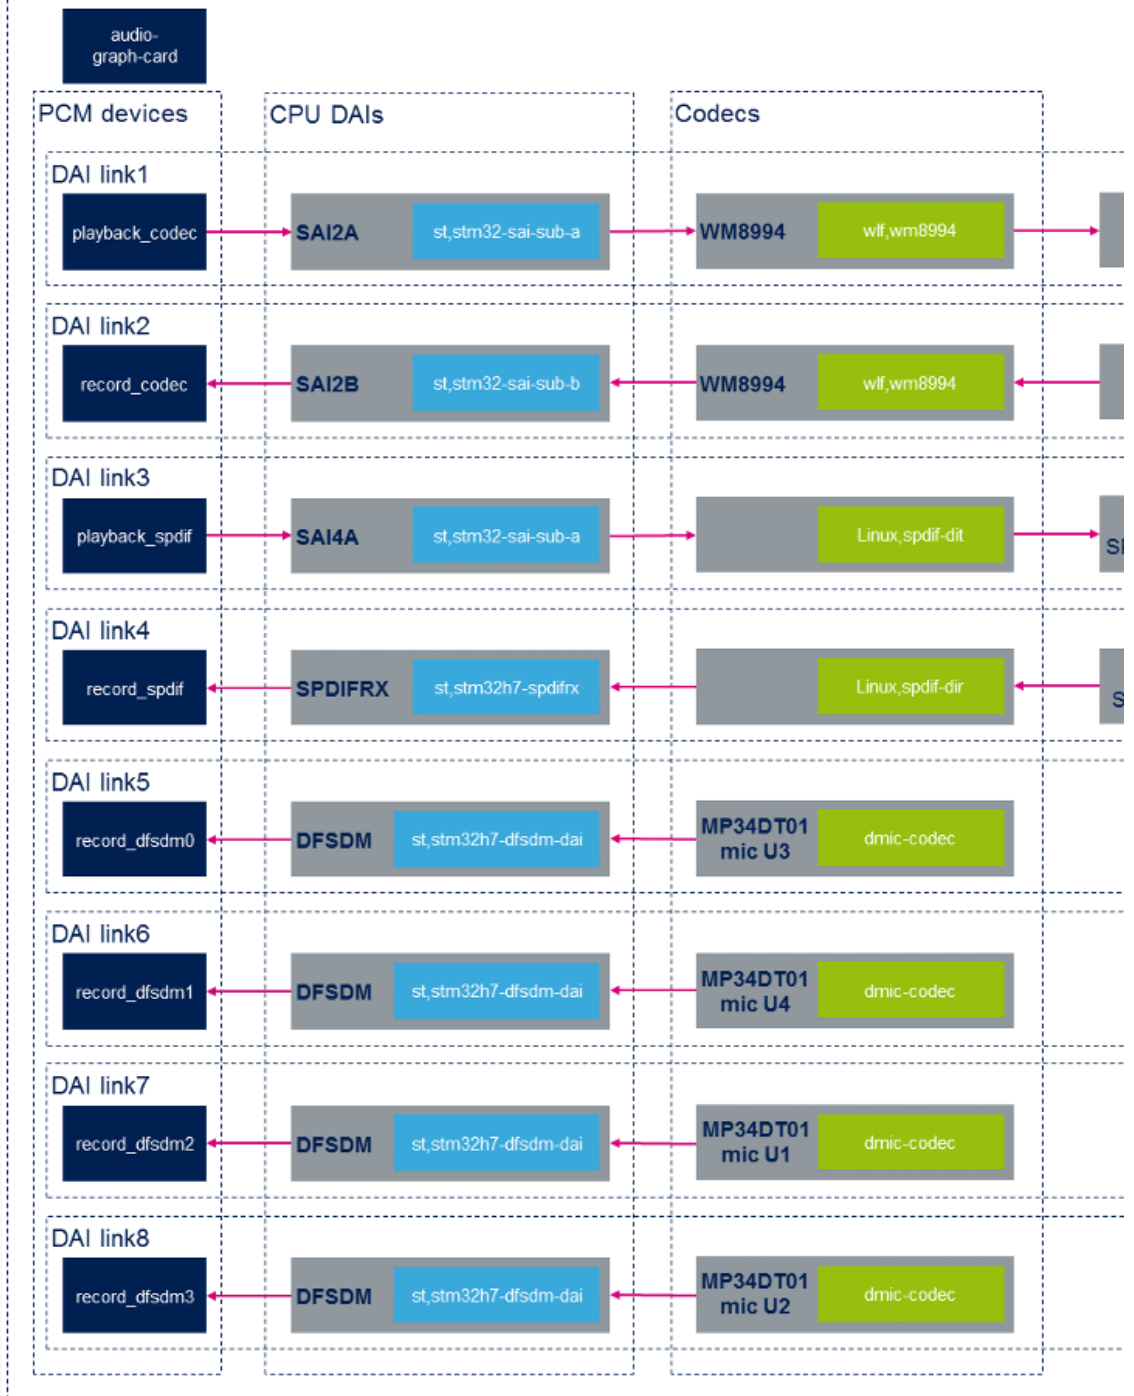 audio-
graph-card
PCM devices
CPU DAIs
Codecs
DAI link1
playback_codec
SAI2A
st,stm32-sai-sub-a
WM8994
wlf,wm8994
DAI link2
record_codec
SAI2B
st,stm32-sai-sub-b
WM8994
wlf,wm8994
DAI link3
playback_spdif
SAI4A
st,stm32-sai-sub-a
Linux,spdif-dit
DAI link4
record_spdif
SPDIFRX
st,stm32h7-spdifrx
Linux,spdif-dir
DAI link5
record_dfsdm0
DFSDM
st,stm32h7-dfsdm-dai
MP34DT01
mic U3
dmic-codec
DAI link6
record_dfsdm1
DFSDM
st,stm32h7-dfsdm-dai
MP34DT01
mic U4
dmic-codec
DAI link7
record_dfsdm2
DFSDM
st,stm32h7-dfsdm-dai
MP34DT01
mic U1
dmic-codec
DAI link8
record_dfsdm3
DFSDM
st,stm32h7-dfsdm-dai
MP34DT01
mic U2
dmic-codec